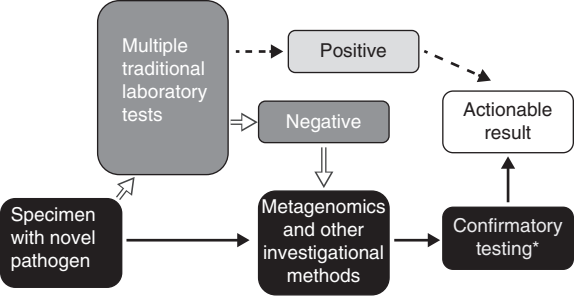 Multiple
traditional
laboratory
tests
Positive
Negative
Actionable
result
Specimen
with novel
pathogen
Metagenomics
and other
investigational
methods
Confirmatory
testing*